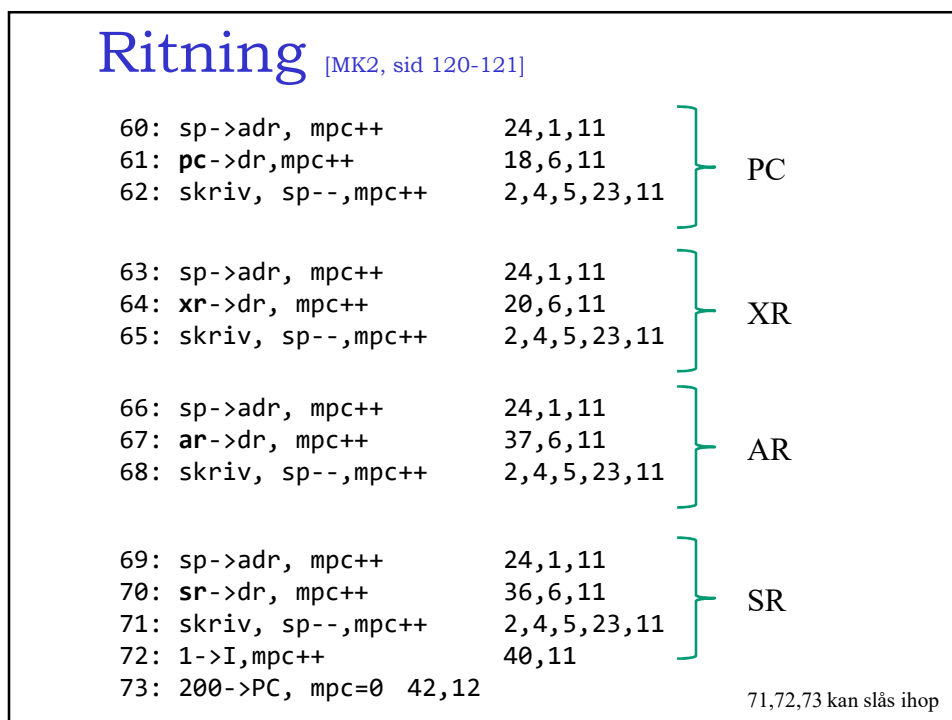 Ritning [MK2, sid 120-121]
60: sp->adr, mpc++ 24,1,11
61: pc->dr,mpc++ 18,6,11
62: skriv, sp--,mpc++ 2,4,5,23,11
PC
63: sp->adr, mpc++ 24,1,11
64: xr->dr, mpc++ 20,6,11
65: skriv, sp--,mpc++ 2,4,5,23,11
XR
66: sp->adr, mpc++ 24,1,11
67: ar->dr, mpc++ 37,6,11
68: skriv, sp--,mpc++ 2,4,5,23,11
AR
69: sp->adr, mpc++ 24,1,11
70: sr->dr, mpc++ 36,6,11
71: skriv, sp--,mpc++ 2,4,5,23,11
72: 1->I,mpc++ 40,11
SR
73: 200->PC, mpc=0 42,12
71,72,73 kan slås ihop